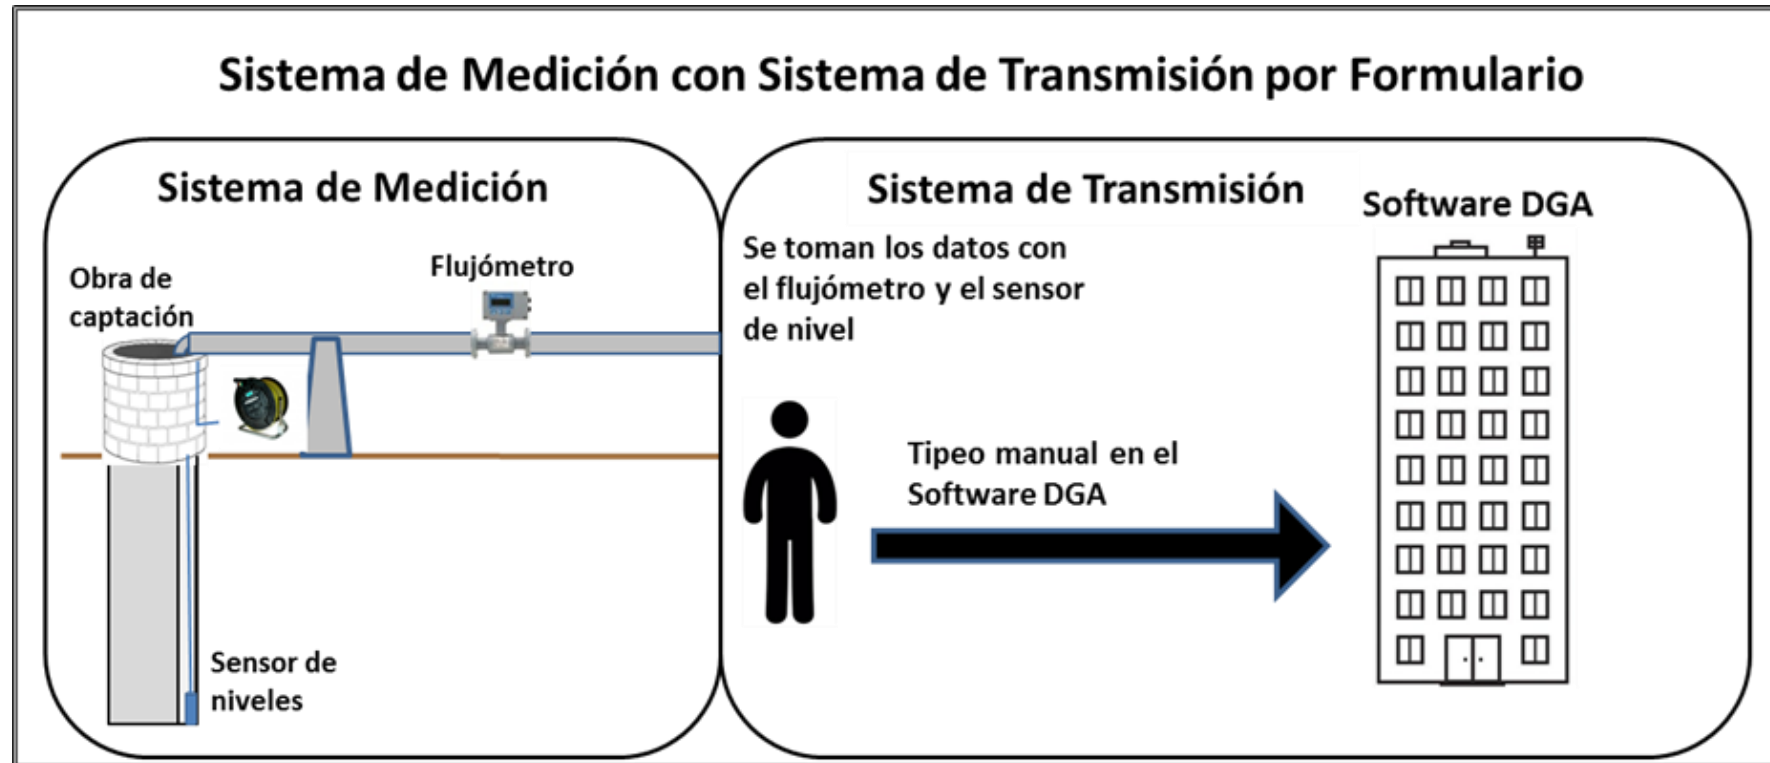 Sistema de Medición con Sistema de Transmisión por Formulario
Sistema de Medición
Obra de
captación
Flujómetro
Sensor de
niveles
Sistema de Transmisión
Software DGA
Se toman los datos con
el flujómetro y el sensor
de nivel
Tipeo manual en el
Software DGA